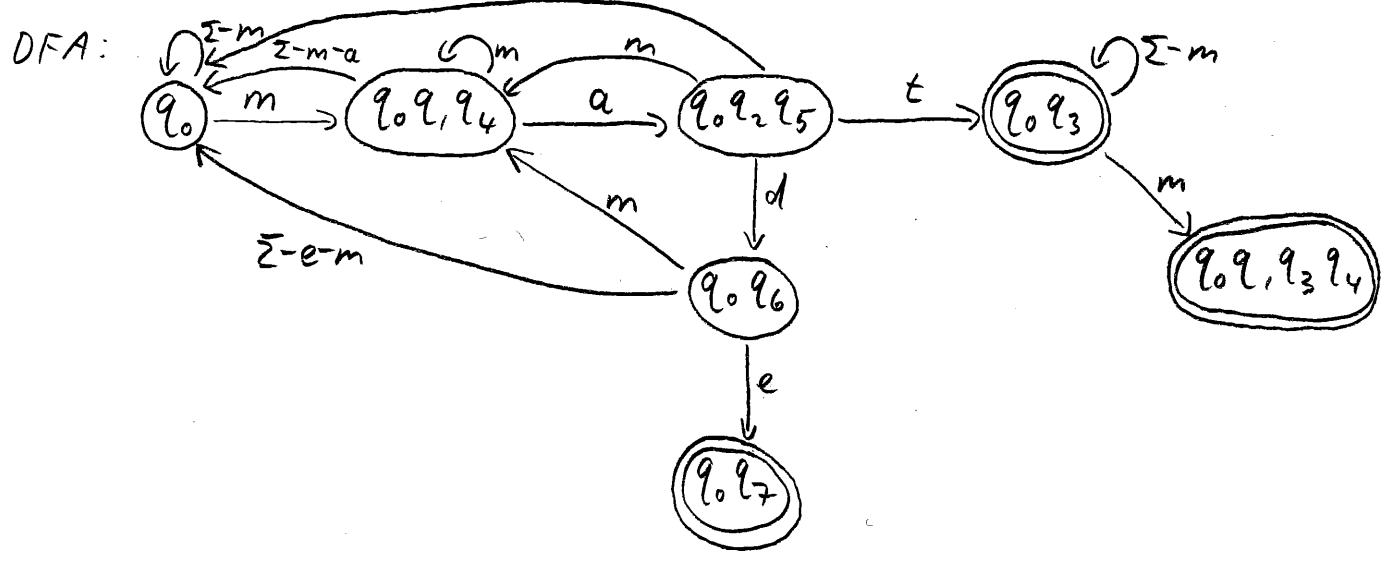 DFA:
Σ-m
Σ-m-a
m
m
q₀
m
q₀q₁q₄
a
q₀q₂q₅
t
q₀q₃
Σ-m
m
d
m
Σ-e-m
q₀q₆
q₀q₁q₃q₄
e
q₀q₇